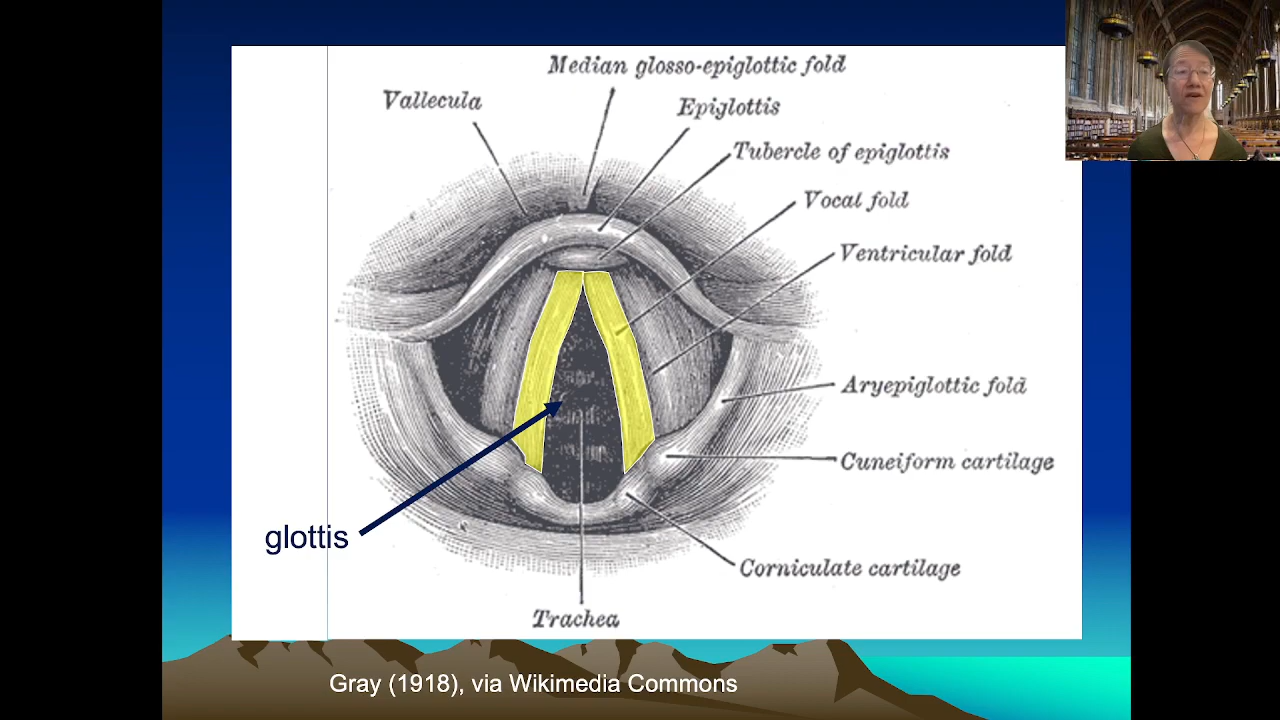 Median glosso-epiglottic fold
Vallecula
Epiglottis
Tubercle of epiglottis
Vocal fold
Ventricular fold
Aryepiglottic fold
Cuneiform cartilage
glottis
Corniculate cartilage
Trachea
Gray (1918), via Wikimedia Commons